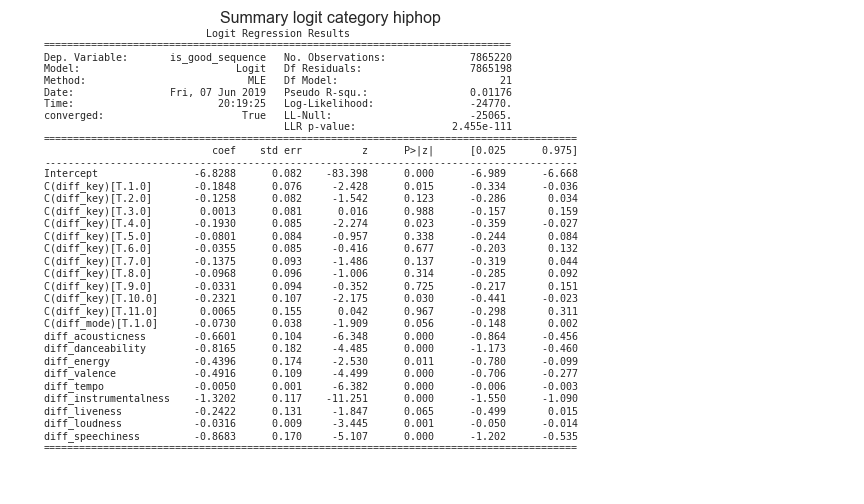 Summary logit category hiphop
Logit Regression Results
==============================================================================
Dep. Variable: is_good_sequence No. Observations: 7865220
Model: Logit Df Residuals: 7865198
Method: MLE Df Model: 21
Date: Fri, 07 Jun 2019 Pseudo R-squ.: 0.01176
Time: 20:19:25 Log-Likelihood: -24770.
converged: True LL-Null: -25065.
LLR p-value: 2.455e-111
=========================================================================================
coef std err z P>|z| [0.025 0.975]
-----------------------------------------------------------------------------------------
Intercept -6.8288 0.082 -83.398 0.000 -6.989 -6.668
C(diff_key)[T.1.0] -0.1848 0.076 -2.428 0.015 -0.334 -0.036
C(diff_key)[T.2.0] -0.1258 0.082 -1.542 0.123 -0.286 0.034
C(diff_key)[T.3.0] 0.0013 0.081 0.016 0.988 -0.157 0.159
C(diff_key)[T.4.0] -0.1930 0.085 -2.274 0.023 -0.359 -0.027
C(diff_key)[T.5.0] -0.0801 0.084 -0.957 0.338 -0.244 0.084
C(diff_key)[T.6.0] -0.0355 0.085 -0.416 0.677 -0.203 0.132
C(diff_key)[T.7.0] -0.1375 0.093 -1.486 0.137 -0.319 0.044
C(diff_key)[T.8.0] -0.0968 0.096 -1.006 0.314 -0.285 0.092
C(diff_key)[T.9.0] -0.0331 0.094 -0.352 0.725 -0.217 0.151
C(diff_key)[T.10.0] -0.2321 0.107 -2.175 0.030 -0.441 -0.023
C(diff_key)[T.11.0] 0.0065 0.155 0.042 0.967 -0.298 0.311
C(diff_mode)[T.1.0] -0.0730 0.038 -1.909 0.056 -0.148 0.002
diff_acousticness -0.6601 0.104 -6.348 0.000 -0.864 -0.456
diff_danceability -0.8165 0.182 -4.485 0.000 -1.173 -0.460
diff_energy -0.4396 0.174 -2.530 0.011 -0.780 -0.099
diff_valence -0.4916 0.109 -4.499 0.000 -0.706 -0.277
diff_tempo -0.0050 0.001 -6.382 0.000 -0.006 -0.003
diff_instrumentalness -1.3202 0.117 -11.251 0.000 -1.550 -1.090
diff_liveness -0.2422 0.131 -1.847 0.065 -0.499 0.015
diff_loudness -0.0316 0.009 -3.445 0.001 -0.050 -0.014
diff_speechiness -0.8683 0.170 -5.107 0.000 -1.202 -0.535
=========================================================================================